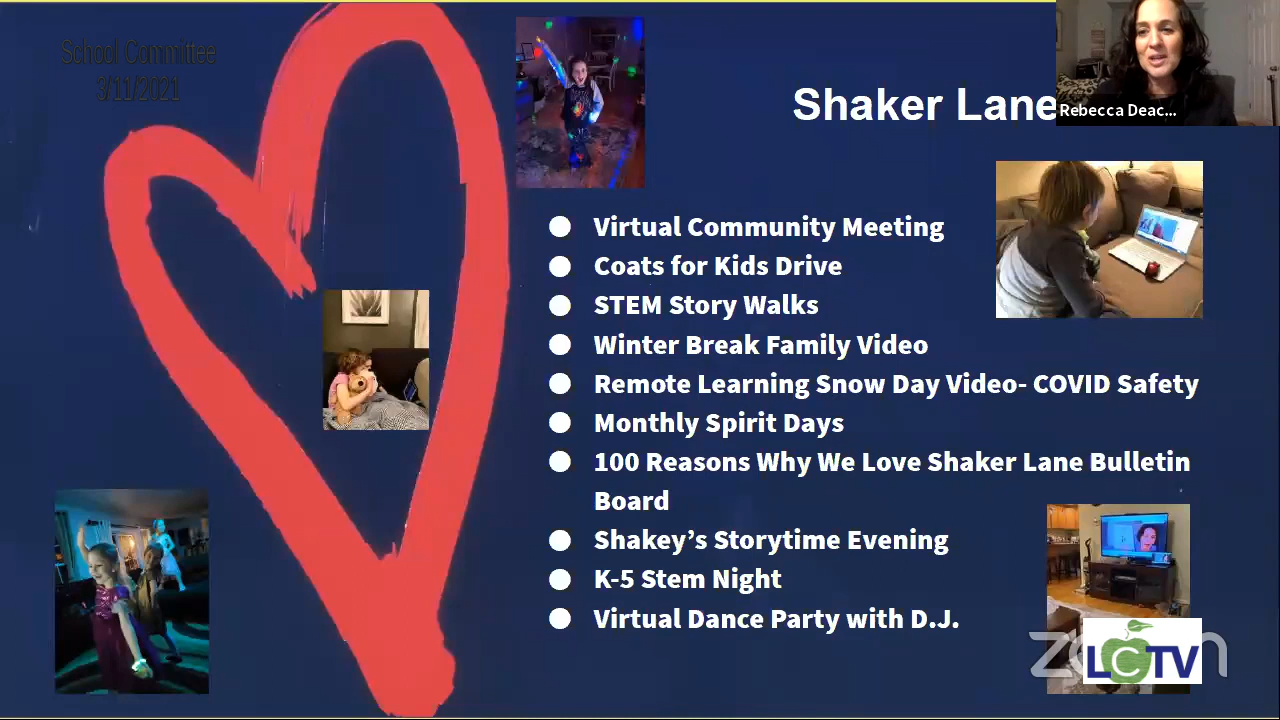 School Committee
3/11/2021
Shaker Lane
Rebecca Deac...
● Virtual Community Meeting
● Coats for Kids Drive
● STEM Story Walks
● Winter Break Family Video
● Remote Learning Snow Day Video- COVID Safety
● Monthly Spirit Days
● 100 Reasons Why We Love Shaker Lane Bulletin
Board
● Shakey’s Storytime Evening
● K-5 Stem Night
● Virtual Dance Party with D.J.
zoom
LCTV